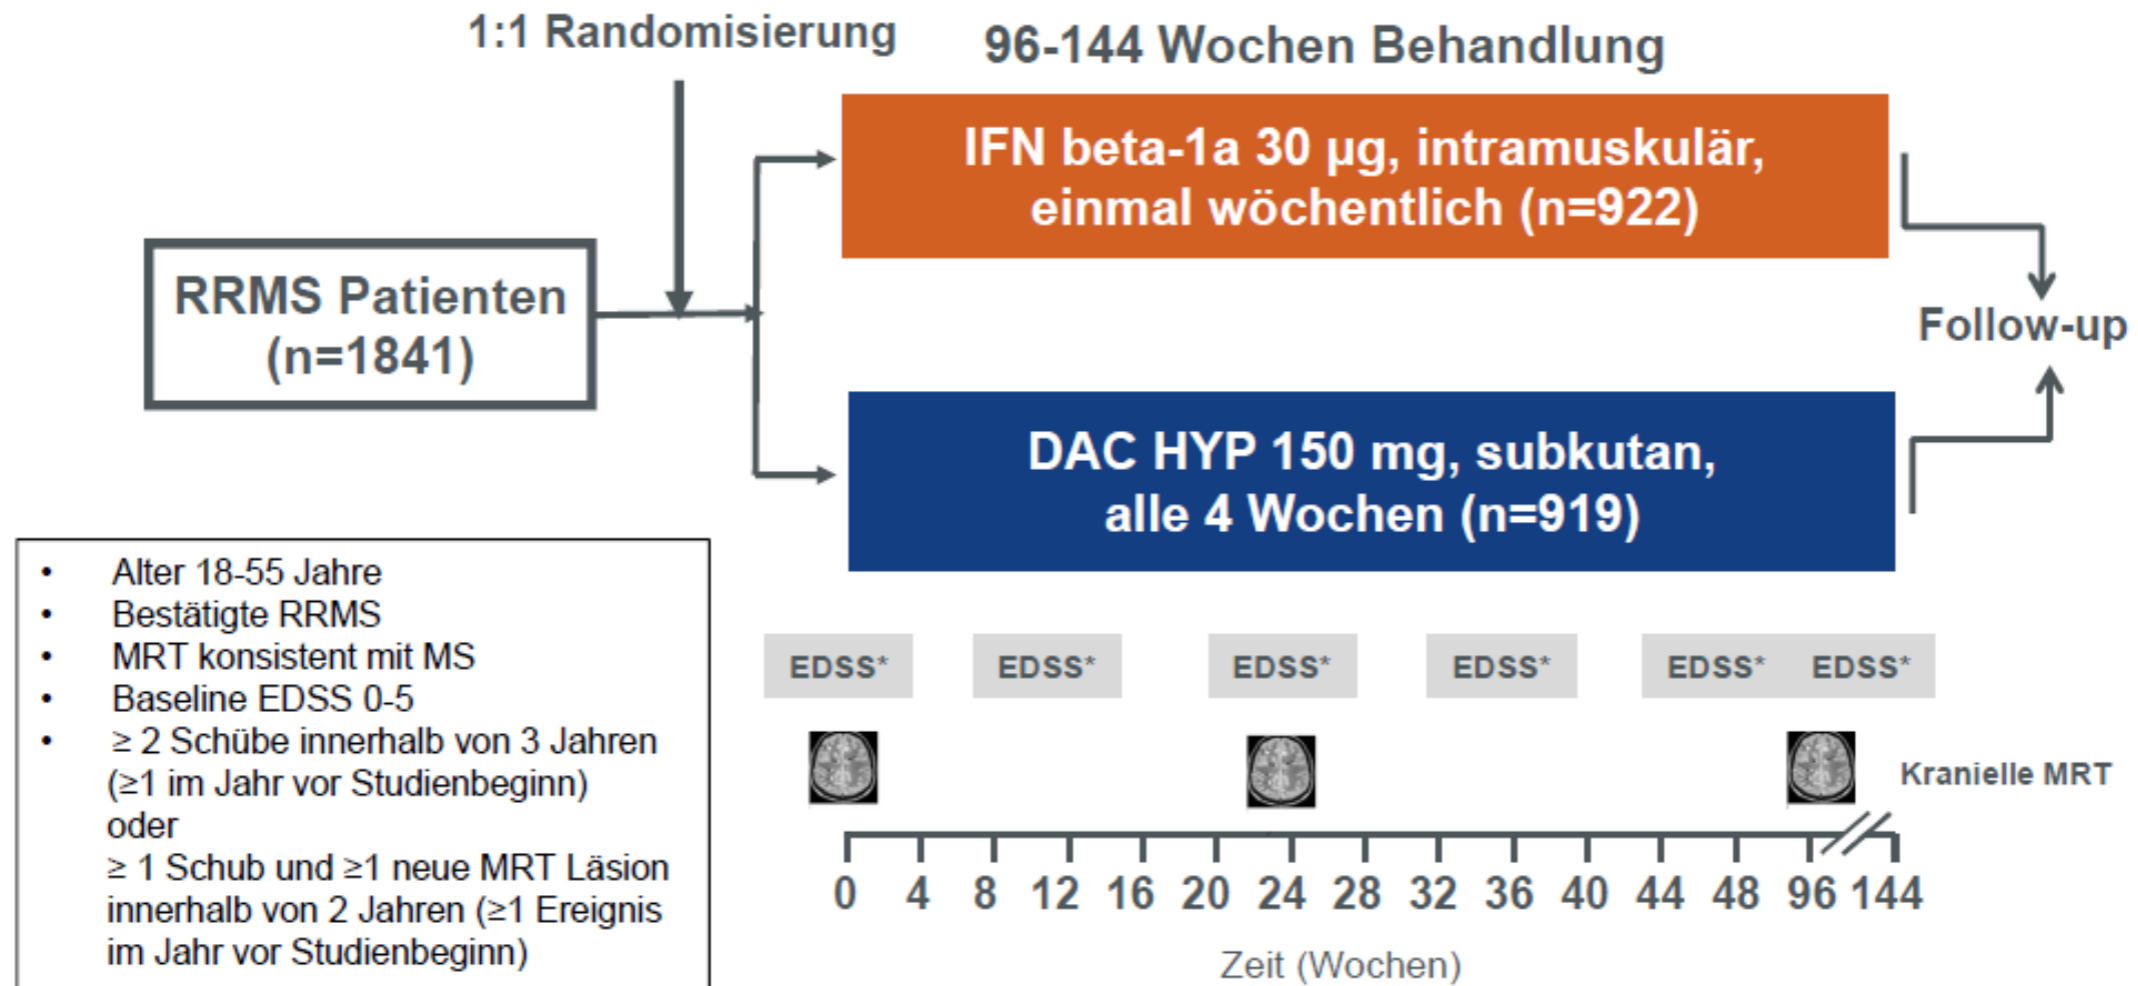 1:1 Randomisierung
96-144 Wochen Behandlung
IFN beta-1a 30 µg, intramuskulär,
einmal wöchentlich (n=922)
RRMS Patienten
(n=1841)
Follow-up
DAC HYP 150 mg, subkutan,
alle 4 Wochen (n=919)
• Alter 18-55 Jahre
• Bestätigte RRMS
• MRT konsistent mit MS
• Baseline EDSS 0-5
• ≥ 2 Schübe innerhalb von 3 Jahren
(≥1 im Jahr vor Studienbeginn)
oder
≥ 1 Schub und ≥1 neue MRT Läsion
innerhalb von 2 Jahren (≥1 Ereignis
im Jahr vor Studienbeginn)
EDSS* EDSS* EDSS* EDSS* EDSS* EDSS*
Kranielle MRT
0 4 8 12 16 20 24 28 32 36 40 44 48 96 144
Zeit (Wochen)